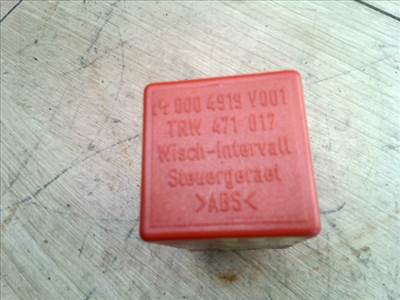 000 4919 V001
TRW 471 017
Wisch-Intervall
Steuergeraet
>ABS<